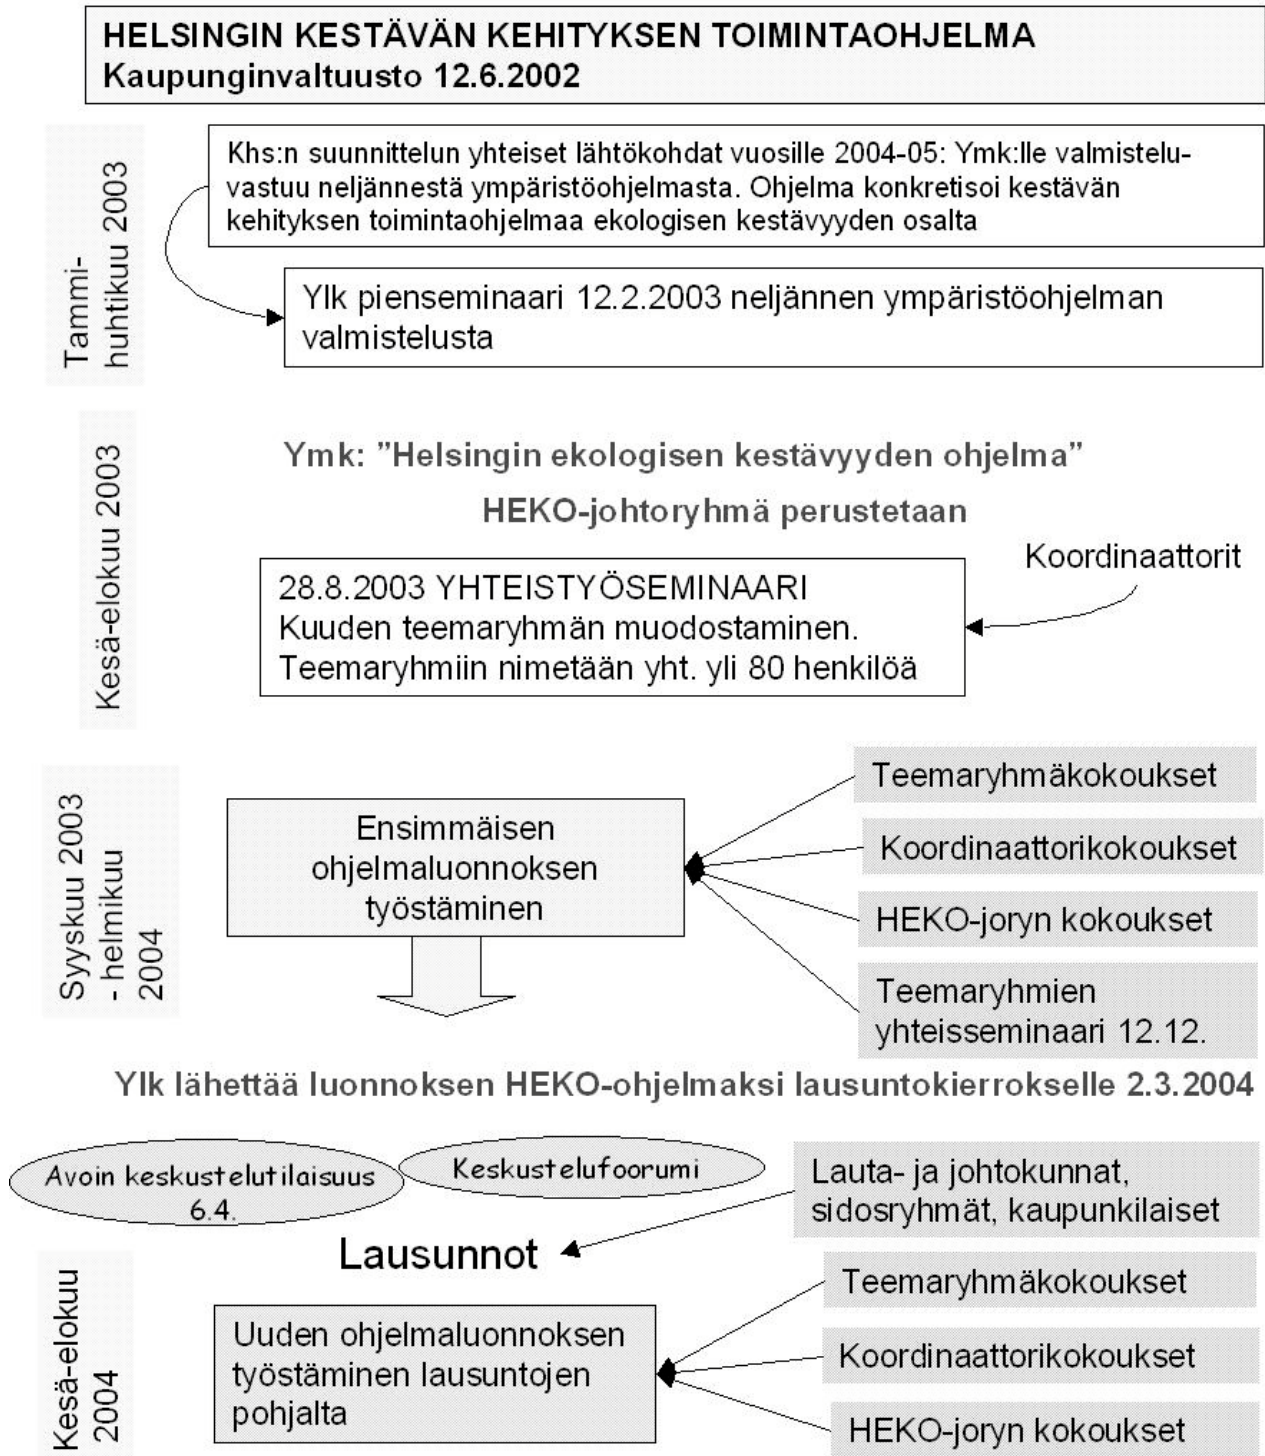 HELSINGIN KESTÄVÄN KEHITYKSEN TOIMINTAOHJELMA
Kaupunginvaltuusto 12.6.2002
Tammi-
huhtikuu 2003
Khs:n suunnittelun yhteiset lähtökohdat vuosille 2004-05: Ymk:lle valmistelu-
vastuu neljännestä ympäristöohjelmasta. Ohjelma konkretisoi kestävän
kehityksen toimintaohjelmaa ekologisen kestävyyden osalta
Ylk pienseminaari 12.2.2003 neljännen ympäristöohjelman
valmistelusta
Kesä-elokuu 2003
Ymk: ”Helsingin ekologisen kestävyyden ohjelma”
HEKO-johtoryhmä perustetaan
Koordinaattorit
28.8.2003 YHTEISTYÖSEMINAARI
Kuuden teemaryhmän muodostaminen.
Teemaryhmiin nimetään yht. yli 80 henkilöä
Syyskuu 2003
- helmikuu
2004
Ensimmäisen
ohjelmaluonnoksen
työstäminen
Teemaryhmäkokoukset
Koordinaattorikokoukset
HEKO-joryn kokoukset
Teemaryhmien
yhteisseminaari 12.12.
Ylk lähettää luonnoksen HEKO-ohjelmaksi lausuntokierrokselle 2.3.2004
Avoin keskustelutilaisuus
6.4.
Keskustelufoorumi
Lauta- ja johtokunnat,
sidosryhmät, kaupunkilaiset
Lausunnot
Kesä-elokuu
2004
Uuden ohjelmaluonnoksen
työstäminen lausuntojen
pohjalta
Teemaryhmäkokoukset
Koordinaattorikokoukset
HEKO-joryn kokoukset